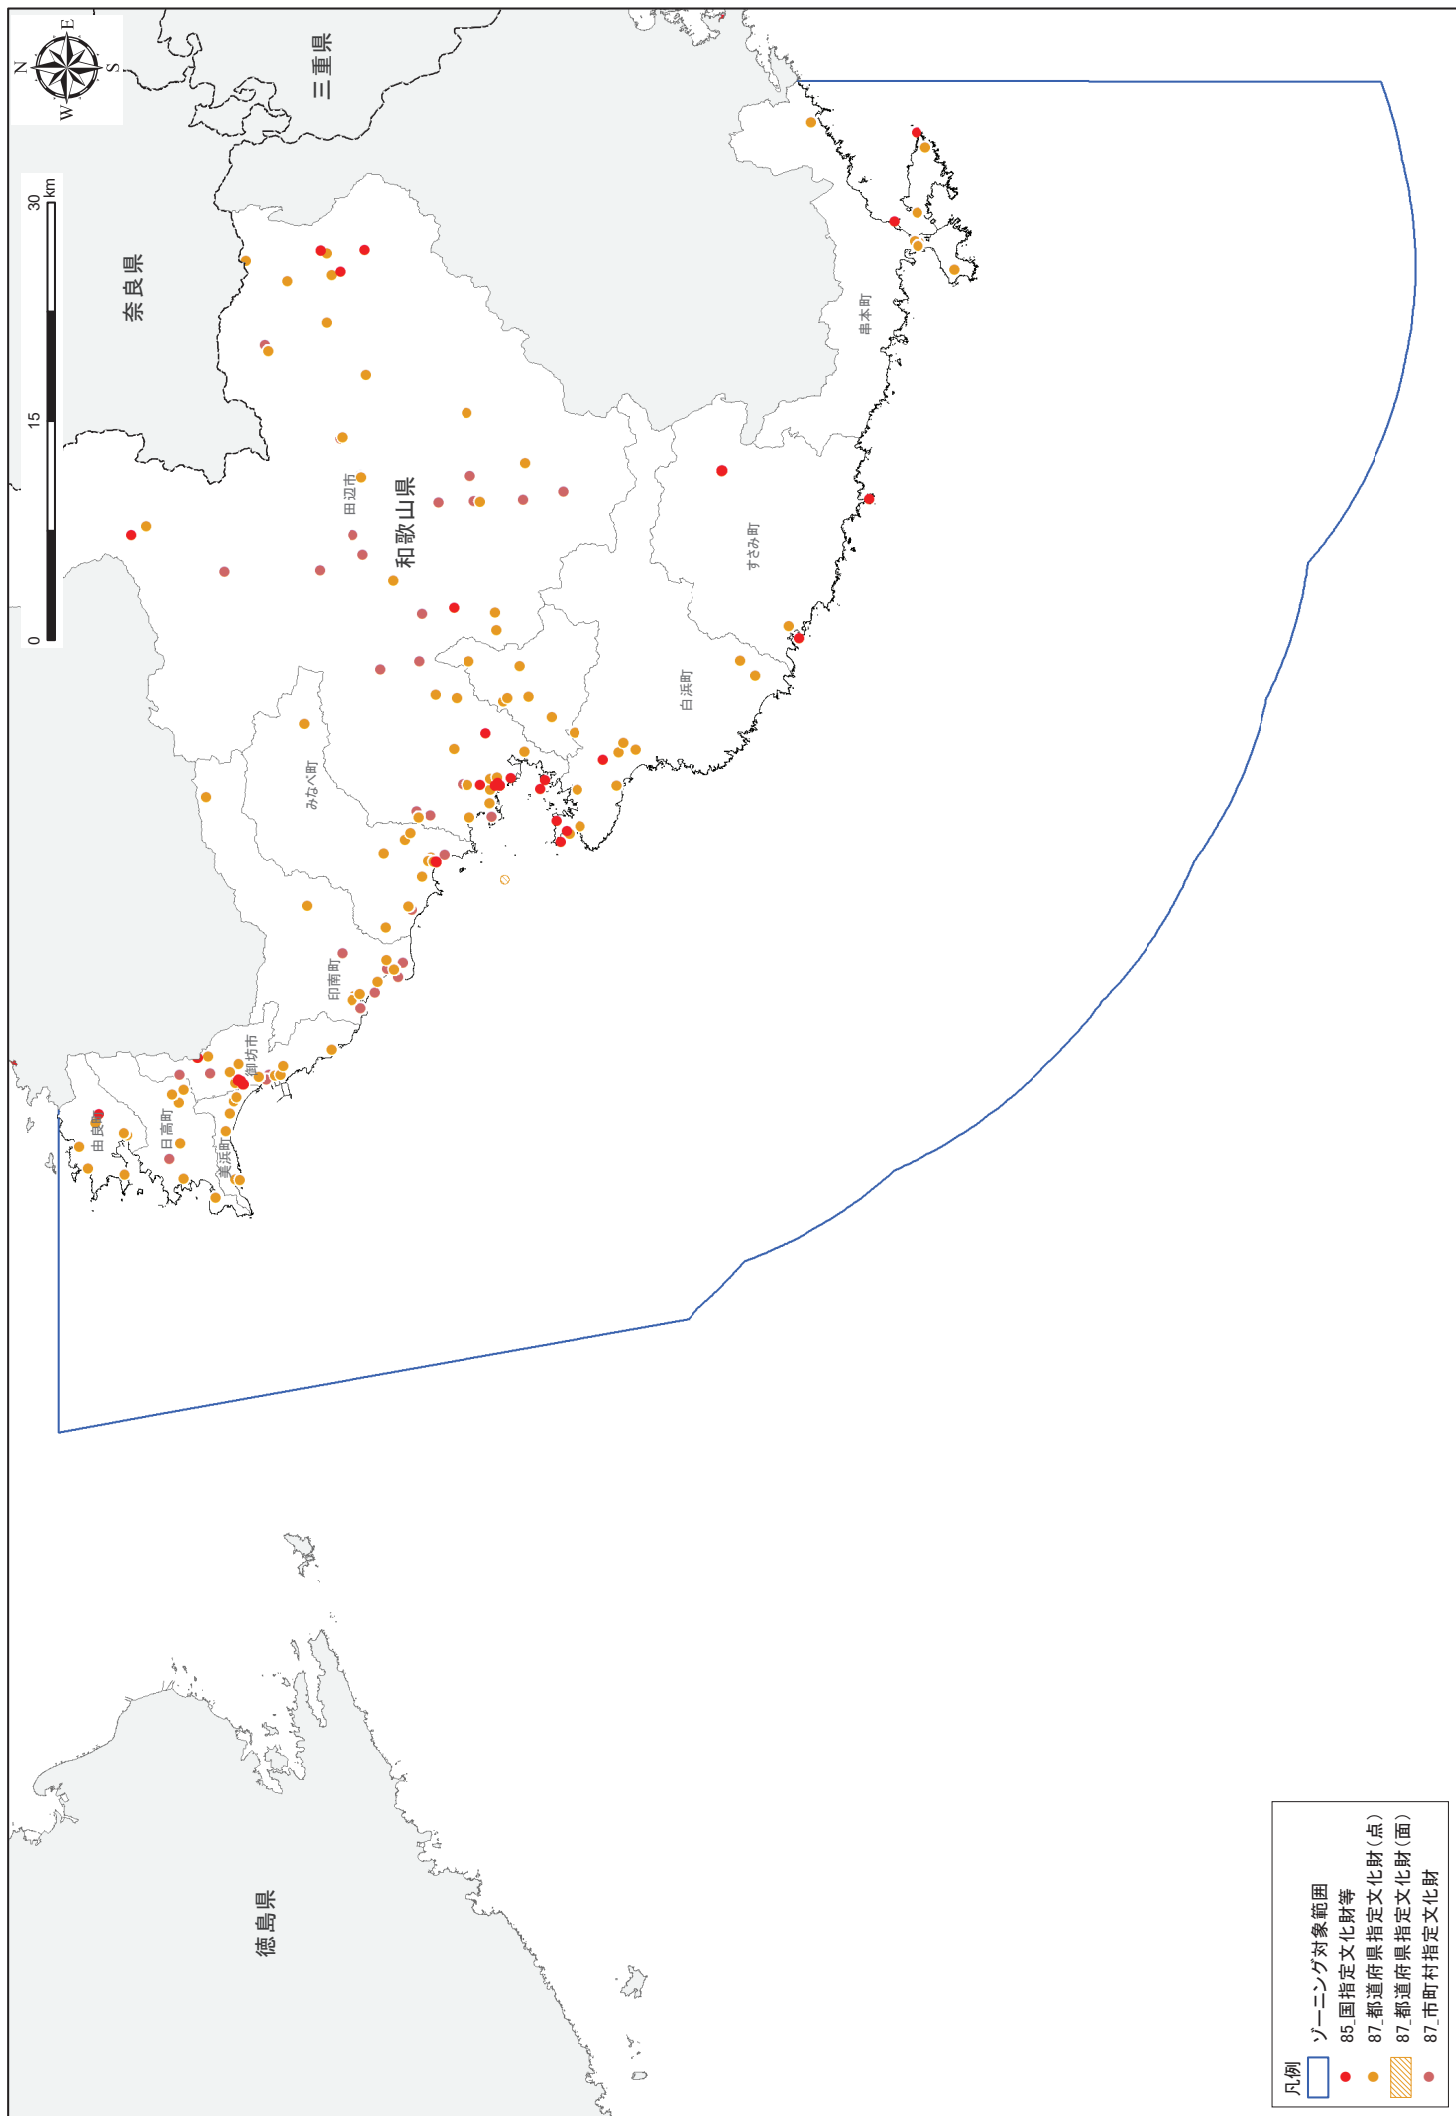 N
W
E
S
0
15
30
km
奈良県
三重県
和歌山県
徳島県
田辺市
みなべ町
印南町
御坊市
日高町
由良町
美浜町
白浜町
すさみ町
串本町
凡例
ゾーニング対象範囲
85_国指定文化財等
87_都道府県指定文化財(点)
87_都道府県指定文化財(面)
87_市町村指定文化財